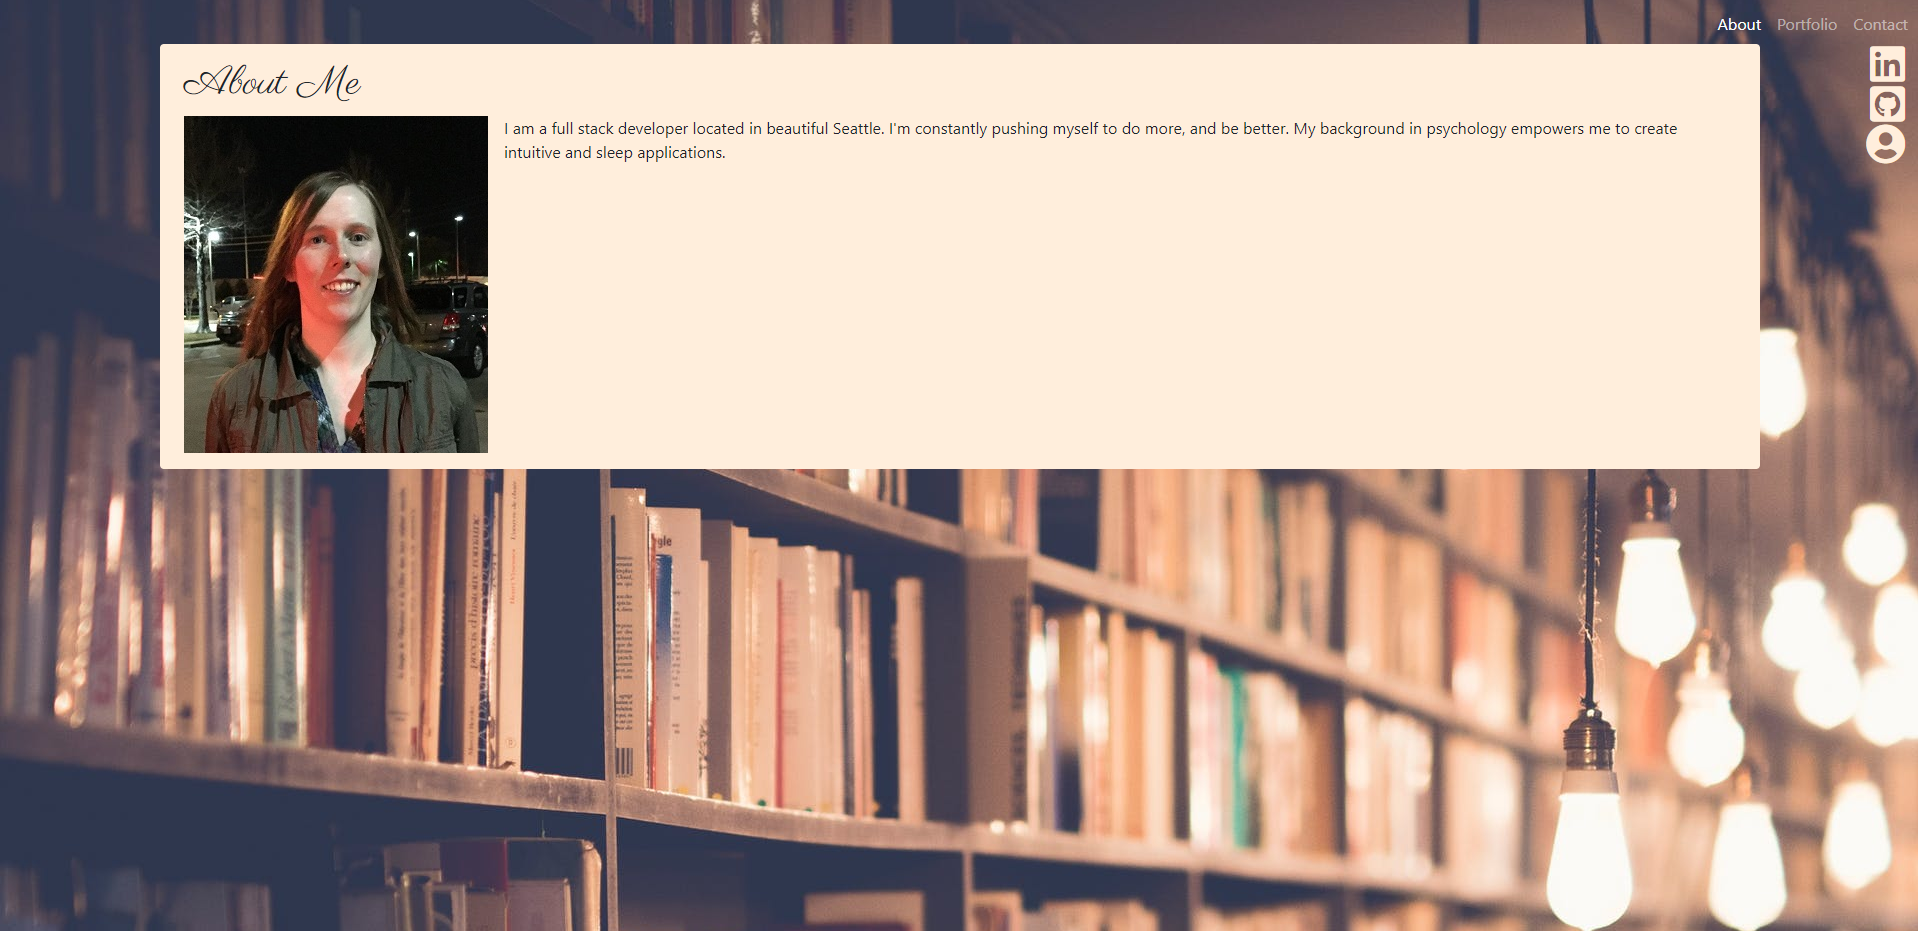 About Portfolio Contact
About Me
in
I am a full stack developer located in beautiful Seattle. I'm constantly pushing myself to do more, and be better. My background in psychology empowers me to create
intuitive and sleep applications.